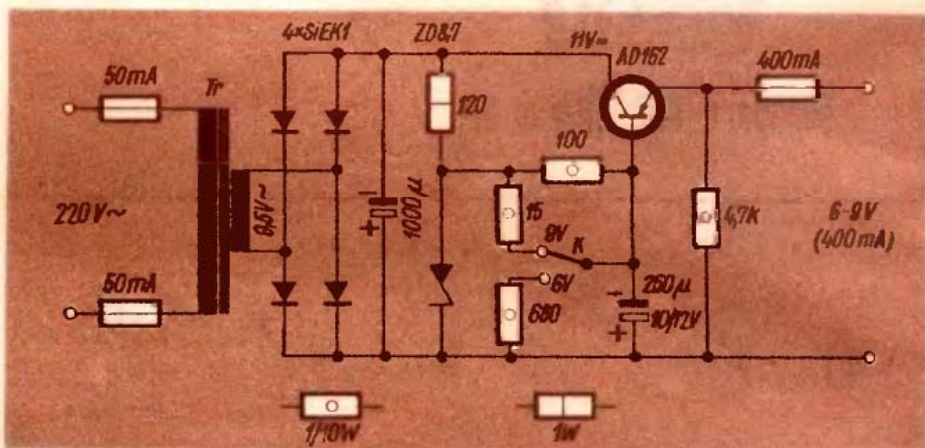 4×SiEK1
ZD8,7
11V=
AD162
50mA
Tr
120
400mA
100
220V~
8,5V~
1000µ
15
9V
K
6V
680
4,7K
6-9V
(400mA)
250µ
10/12V
50mA
1/10W
1W